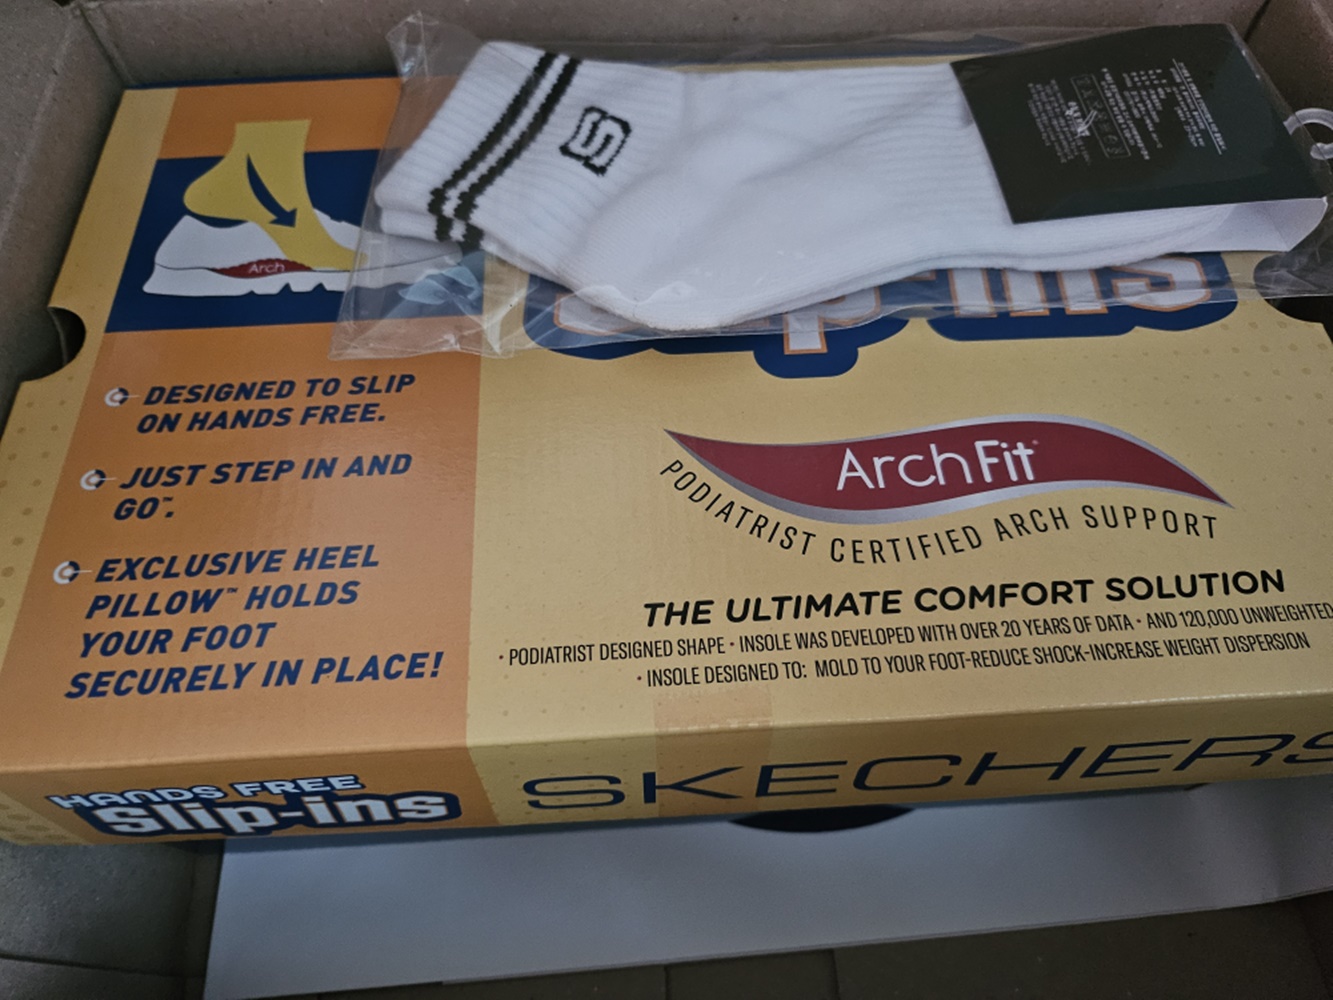 S
Arch
Slip-ins
DESIGNED TO SLIP
ON HANDS FREE.
JUST STEP IN AND
GO™.
EXCLUSIVE HEEL
PILLOW™ HOLDS
YOUR FOOT
SECURELY IN PLACE!
ArchFit®
PODIATRIST CERTIFIED ARCH SUPPORT
THE ULTIMATE COMFORT SOLUTION
• PODIATRIST DESIGNED SHAPE • INSOLE WAS DEVELOPED WITH OVER 20 YEARS OF DATA • AND 120,000 UNWEIGHTED
• INSOLE DESIGNED TO: MOLD TO YOUR FOOT-REDUCE SHOCK-INCREASE WEIGHT DISPERSION
HANDS FREE
Slip-ins
SKECHERS